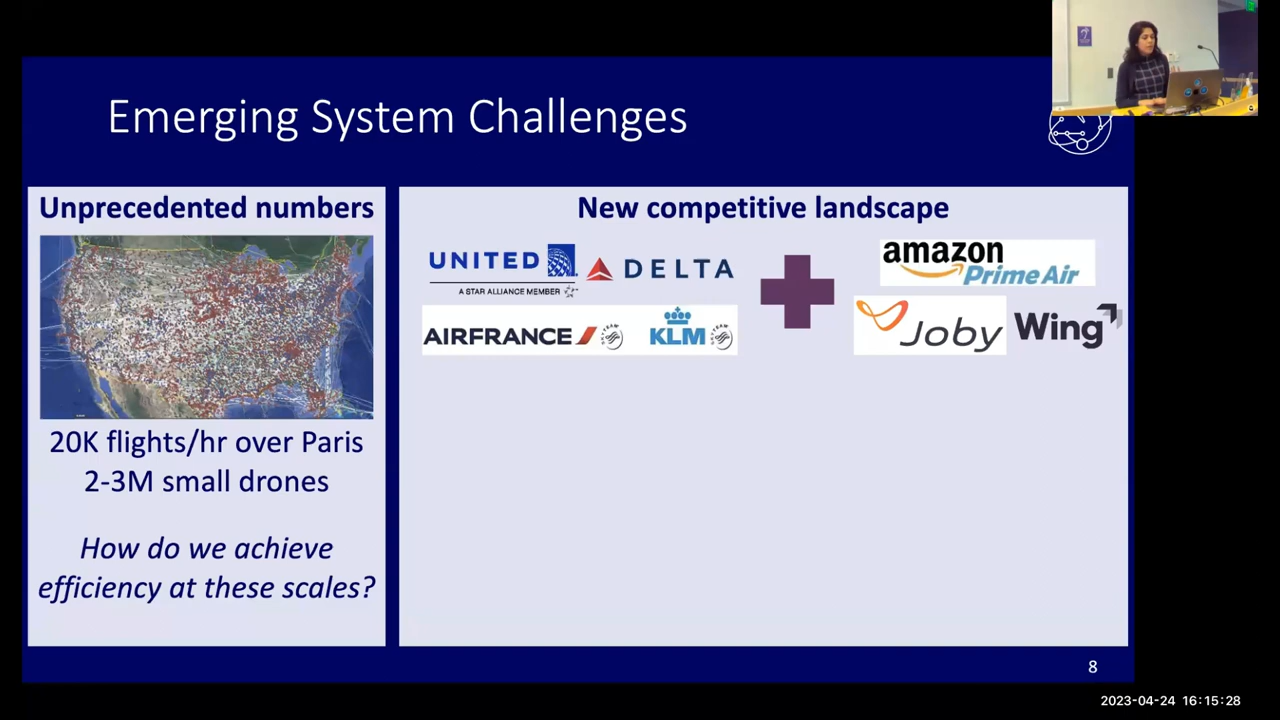 Emerging System Challenges
Unprecedented numbers
20K flights/hr over Paris
2-3M small drones
How do we achieve
efficiency at these scales?
New competitive landscape
UNITED
A STAR ALLIANCE MEMBER
DELTA
AIRFRANCE
KLM
amazon
Prime Air
Joby
Wing
8
2023-04-24 16:15:28